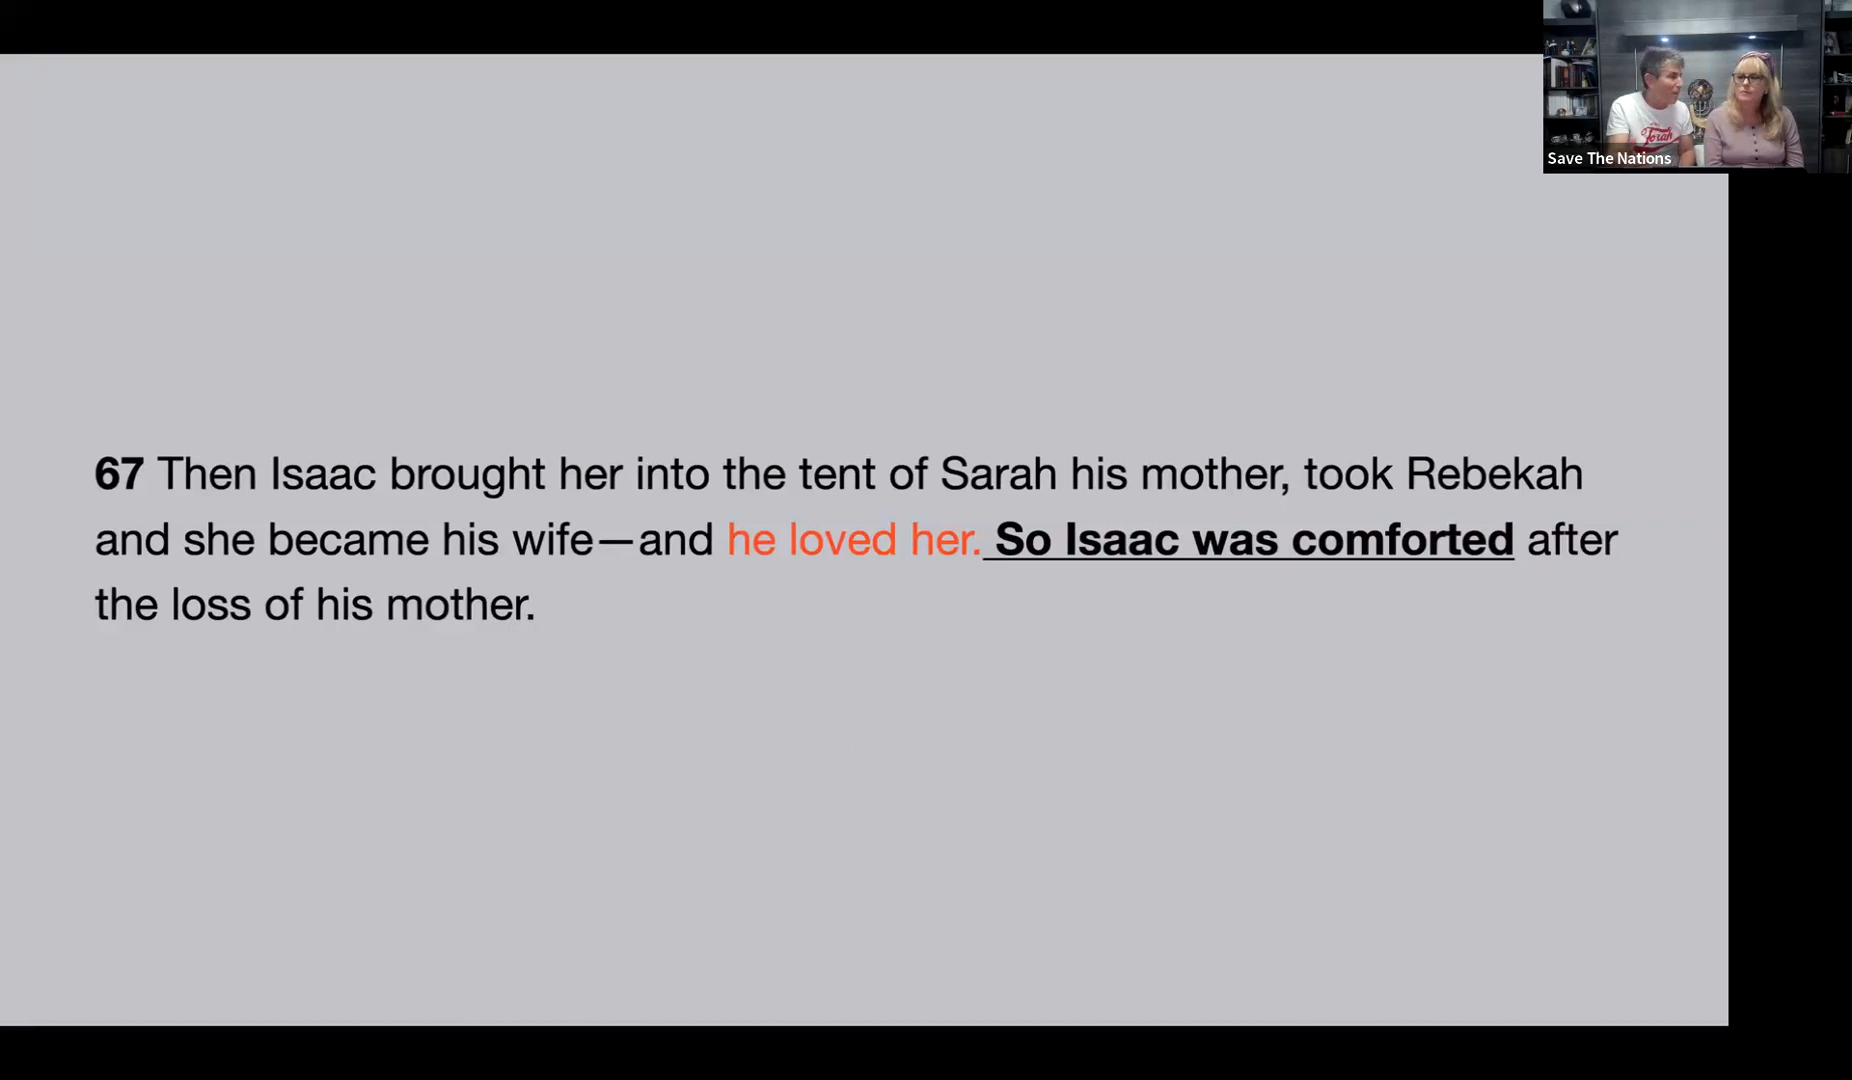 Save The Nations
Torah
67 Then Isaac brought her into the tent of Sarah his mother, took Rebekah
and she became his wife—and he loved her. So Isaac was comforted after
the loss of his mother.